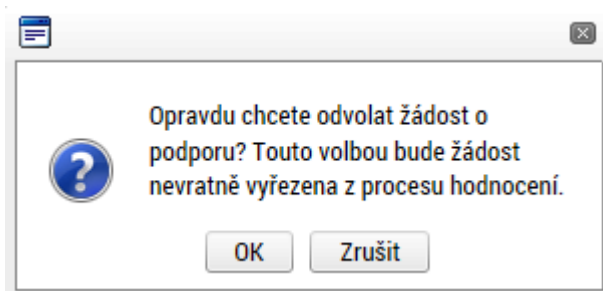 Opravdu chcete odvolat žádost o
podporu? Touto volbou bude žádost
nevratně vyřezena z procesu hodnocení.
OK
Zrušit